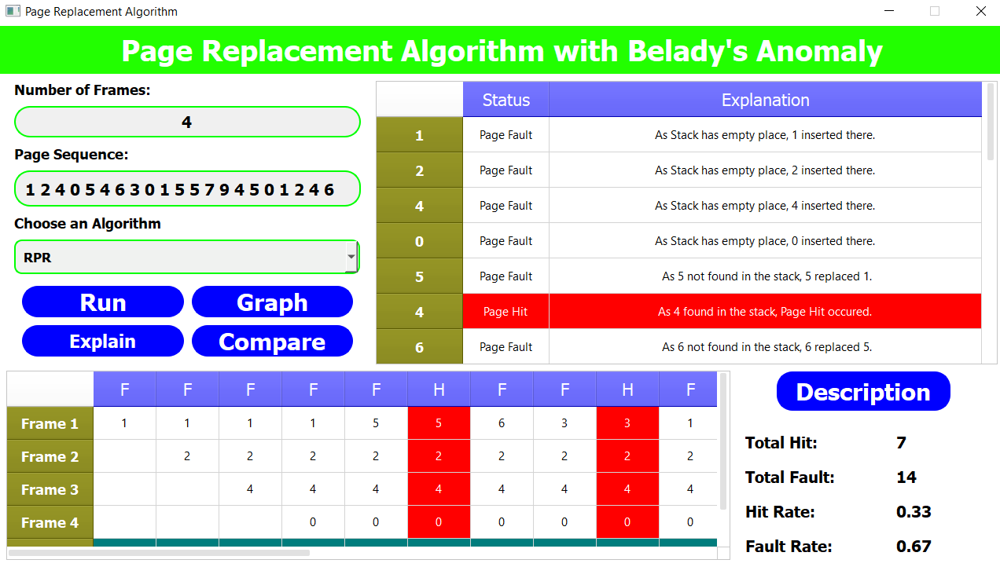 Page Replacement Algorithm
Page Replacement Algorithm with Belady's Anomaly
Number of Frames:
4
Page Sequence:
1 2 4 0 5 4 6 3 0 1 5 5 7 9 4 5 0 1 2 4 6
Choose an Algorithm
RPR
Run Graph
Explain Compare
Status Explanation
1 Page Fault As Stack has empty place, 1 inserted there.
2 Page Fault As Stack has empty place, 2 inserted there.
4 Page Fault As Stack has empty place, 4 inserted there.
0 Page Fault As Stack has empty place, 0 inserted there.
5 Page Fault As 5 not found in the stack, 5 replaced 1.
4 Page Hit As 4 found in the stack, Page Hit occured.
6 Page Fault As 6 not found in the stack, 6 replaced 5.
F F F F F H F F H F
Frame 1 1 1 1 1 5 5 6 3 3 1
Frame 2 2 2 2 2 2 2 2 2 2
Frame 3 4 4 4 4 4 4 4 4
Frame 4 0 0 0 0 0 0 0
Description
Total Hit: 7
Total Fault: 14
Hit Rate: 0.33
Fault Rate: 0.67